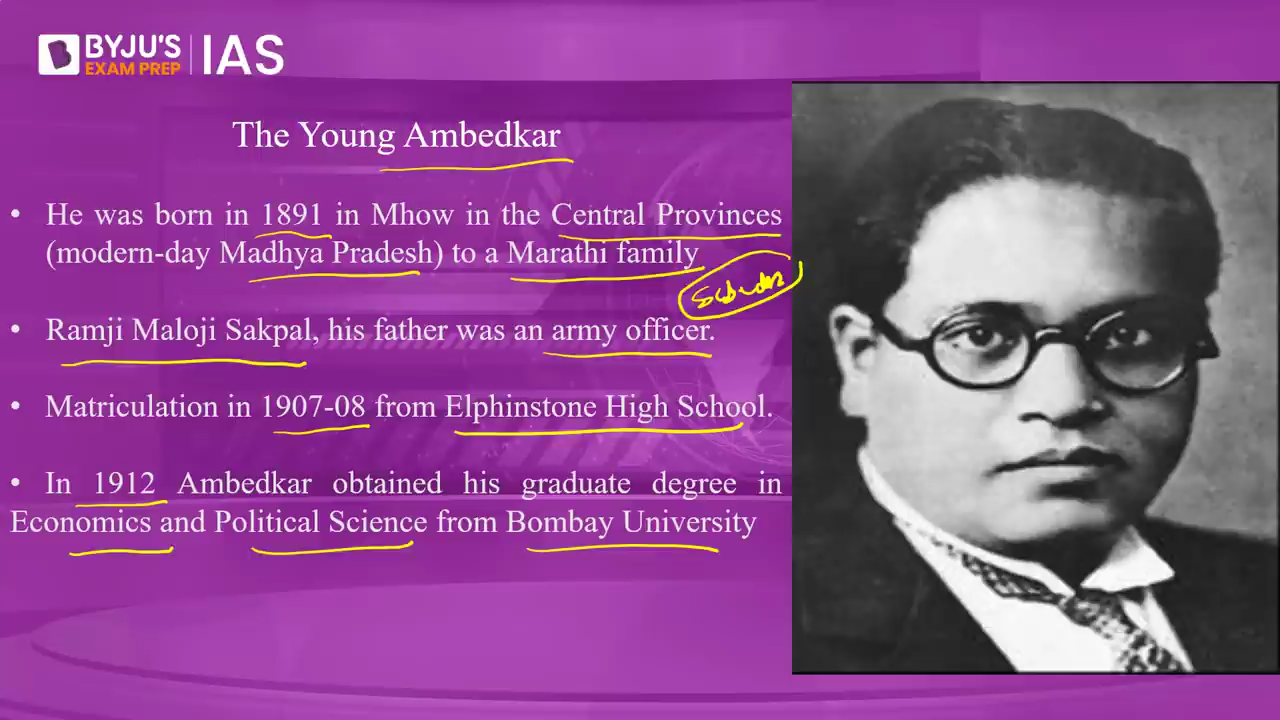 BYJU'S
EXAM PREP
IAS
The Young Ambedkar
• He was born in 1891 in Mhow in the Central Provinces
(modern-day Madhya Pradesh) to a Marathi family
Subedar
• Ramji Maloji Sakpal, his father was an army officer.
• Matriculation in 1907-08 from Elphinstone High School.
• In 1912 Ambedkar obtained his graduate degree in
Economics and Political Science from Bombay University